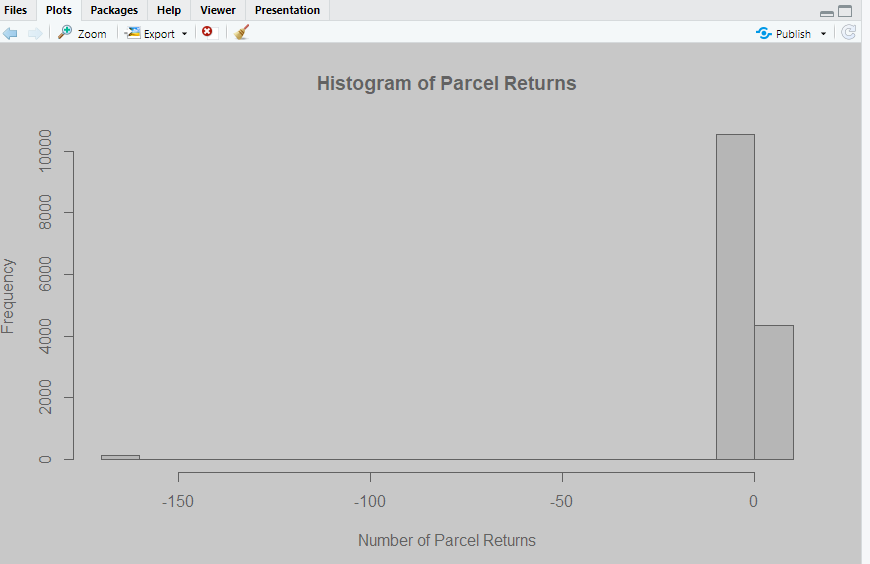 Files Plots Packages Help Viewer Presentation
Zoom Export Publish
Histogram of Parcel Returns
Frequency
10000
8000
6000
4000
2000
0
-150 -100 -50 0
Number of Parcel Returns